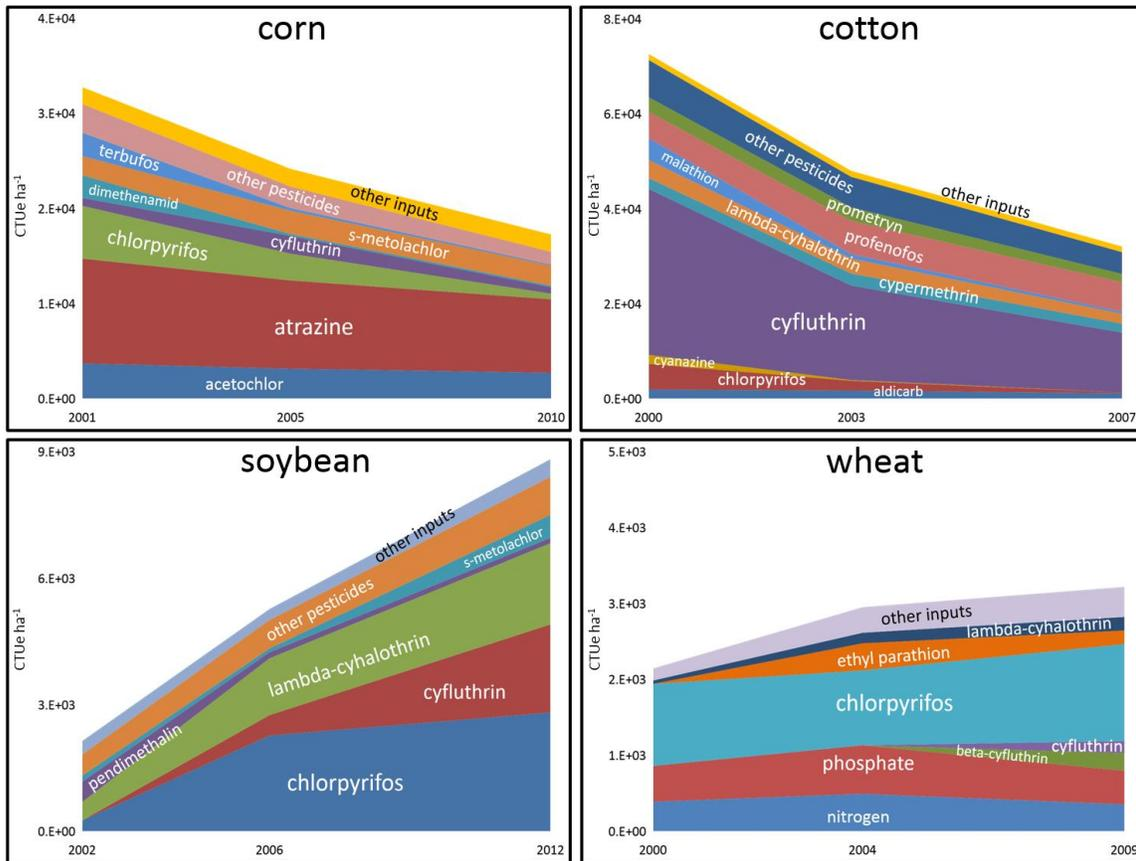 corn
4.E+04
3.E+04
2.E+04
1.E+04
0.E+00
CTUe ha⁻¹
terbufos
other pesticides
other inputs
dimethenamid
s-metolachlor
chlorpyrifos
cyfluthrin
atrazine
acetochlor
2001
2005
2010
cotton
8.E+04
6.E+04
4.E+04
2.E+04
0.E+00
CTUe ha⁻¹
other pesticides
malathion
other inputs
prometryn
lambda-cyhalothrin
profenofos
cypermethrin
cyfluthrin
cyanazine
chlorpyrifos
aldicarb
2000
2003
2007
soybean
9.E+03
6.E+03
3.E+03
0.E+00
CTUe ha⁻¹
other inputs
s-metolachlor
other pesticides
lambda-cyhalothrin
pendimethalin
cyfluthrin
chlorpyrifos
2002
2006
2012
wheat
5.E+03
4.E+03
3.E+03
2.E+03
1.E+03
0.E+00
CTUe ha⁻¹
other inputs
lambda-cyhalothrin
ethyl parathion
chlorpyrifos
cyfluthrin
beta-cyfluthrin
phosphate
nitrogen
2000
2004
2009